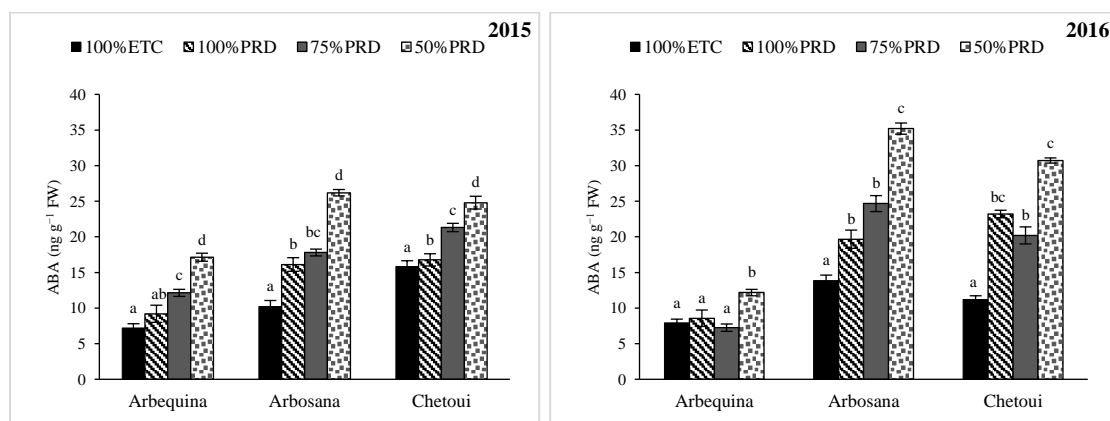 2015
100%ETC 100%PRD 75%PRD 50%PRD
40
35
30
25
20
15
10
5
0
ABA (ng g⁻¹ FW)
a ab c d
a b bc d
a b c d
Arbequina Arbosana Chetoui
2016
100%ETC 100%PRD 75%PRD 50%PRD
40
35
30
25
20
15
10
5
0
ABA (ng g⁻¹ FW)
a a a b
a b b c
a bc b c
Arbequina Arbosana Chetoui